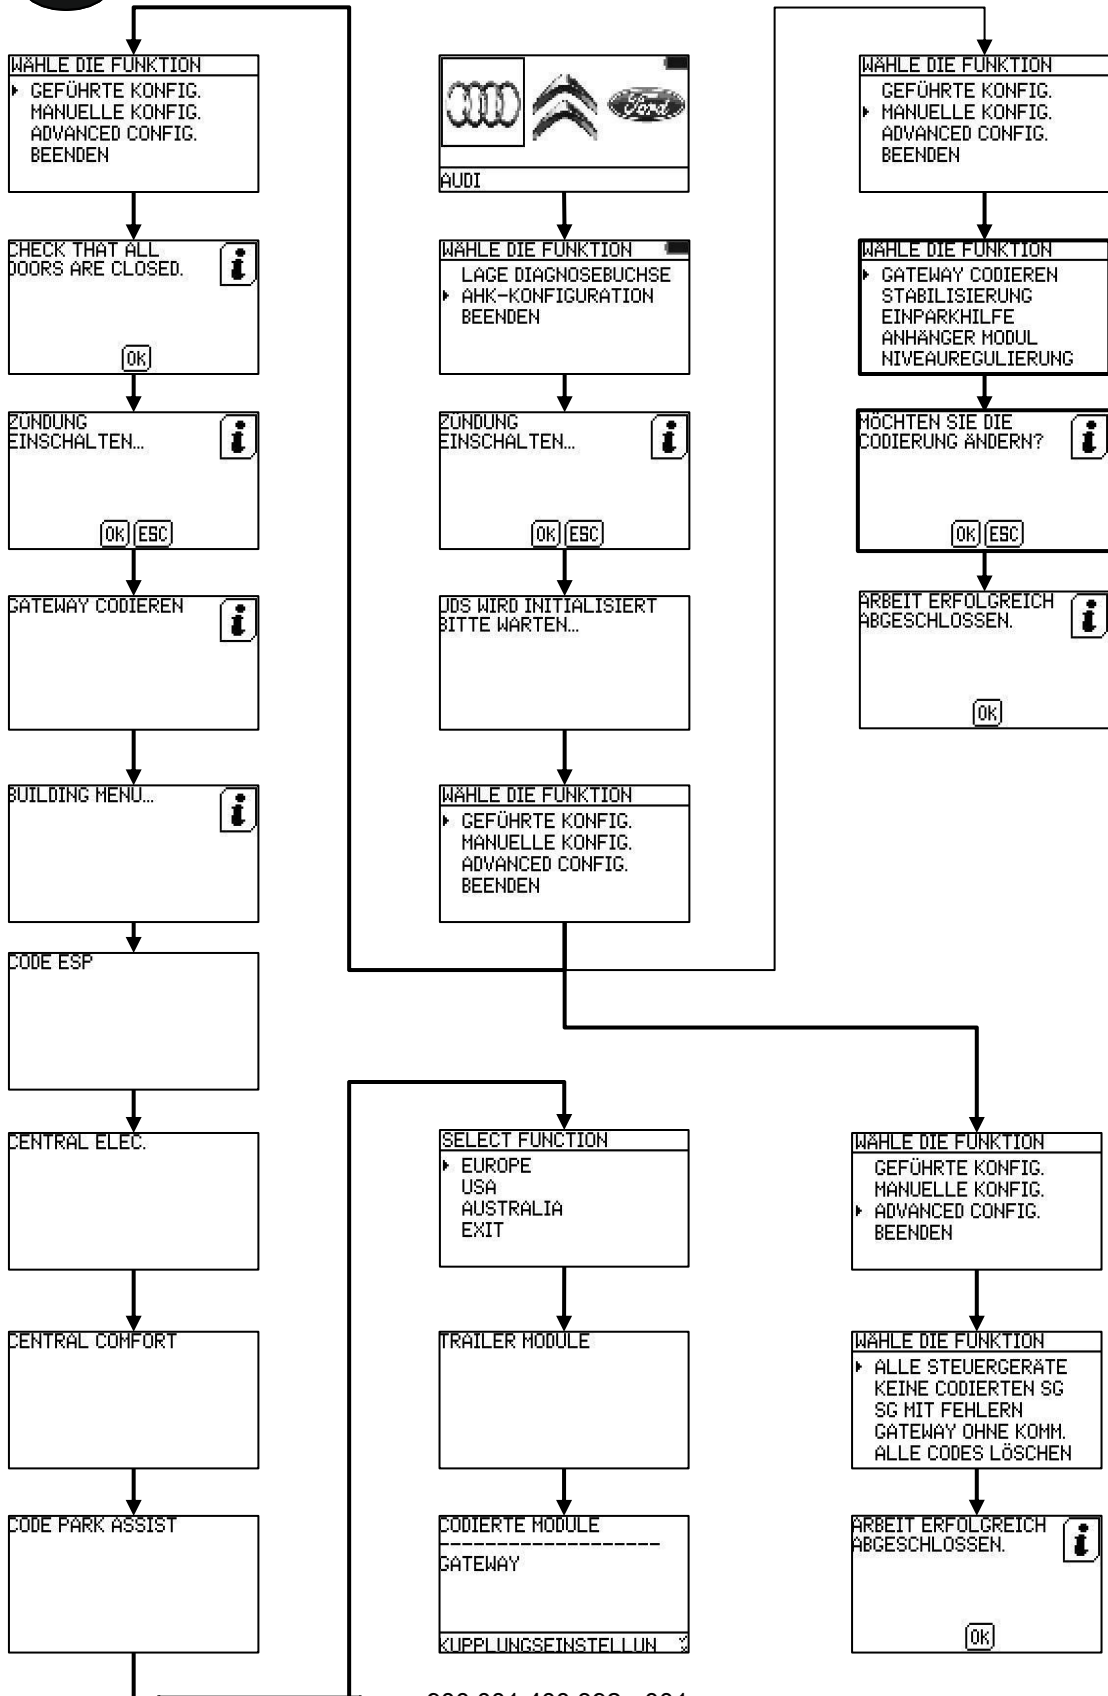 WÄHLE DIE FUNKTION
GEFÜHRTE KONFIG.
MANUELLE KONFIG.
ADVANCED CONFIG.
BEENDEN
CHECK THAT ALL
DOORS ARE CLOSED.
i
OK
ZÜNDUNG
EINSCHALTEN...
i
OK ESC
GATEWAY CODIEREN
i
BUILDING MENU...
i
CODE ESP
CENTRAL ELEC.
CENTRAL COMFORT
CODE PARK ASSIST
Ford
AUDI
WÄHLE DIE FUNKTION
LAGE DIAGNOSEBUCHSE
AHK-KONFIGURATION
BEENDEN
ZÜNDUNG
EINSCHALTEN...
i
OK ESC
UDS WIRD INITIALISIERT
BITTE WARTEN...
WÄHLE DIE FUNKTION
GEFÜHRTE KONFIG.
MANUELLE KONFIG.
ADVANCED CONFIG.
BEENDEN
SELECT FUNCTION
EUROPE
USA
AUSTRALIA
EXIT
TRAILER MODULE
CODIERTE MODULE
-------------------
GATEWAY
KUPPLUNGSEINSTELLUN
WÄHLE DIE FUNKTION
GEFÜHRTE KONFIG.
MANUELLE KONFIG.
ADVANCED CONFIG.
BEENDEN
WÄHLE DIE FUNKTION
GATEWAY CODIEREN
STABILISIERUNG
EINPARKHILFE
ANHÄNGER MODUL
NIVEAUREGULIERUNG
MÖCHTEN SIE DIE
CODIERUNG ÄNDERN?
i
OK ESC
ARBEIT ERFOLGREICH
ABGESCHLOSSEN.
i
OK
WÄHLE DIE FUNKTION
GEFÜHRTE KONFIG.
MANUELLE KONFIG.
ADVANCED CONFIG.
BEENDEN
WÄHLE DIE FUNKTION
ALLE STEUERGERÄTE
KEINE CODIERTEN SG
SG MIT FEHLERN
GATEWAY OHNE KOMM.
ALLE CODES LÖSCHEN
ARBEIT ERFOLGREICH
ABGESCHLOSSEN.
i
OK